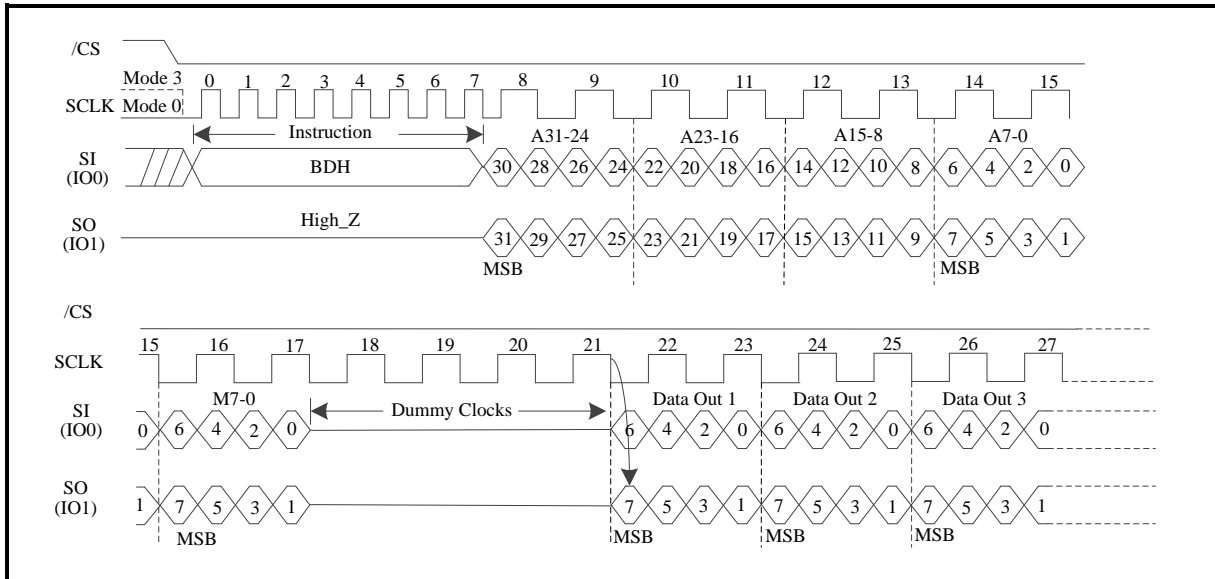 /CS
Mode 3 0 1 2 3 4 5 6 7 8 9 10 11 12 13 14 15
SCLK Mode 0
Instruction A31-24 A23-16 A15-8 A7-0
SI
(IO0)
BDH 30 28 26 24 22 20 18 16 14 12 10 8 6 4 2 0
High_Z
SO
(IO1)
31 29 27 25 23 21 19 17 15 13 11 9 7 5 3 1
MSB MSB
/CS
15 16 17 18 19 20 21 22 23 24 25 26 27
SCLK
M7-0 Dummy Clocks Data Out 1 Data Out 2 Data Out 3
SI
(IO0)
0 6 4 2 0 6 4 2 0 6 4 2 0 6 4 2 0
SO
(IO1)
1 7 5 3 1 7 5 3 1 7 5 3 1 7 5 3 1
MSB MSB MSB MSB